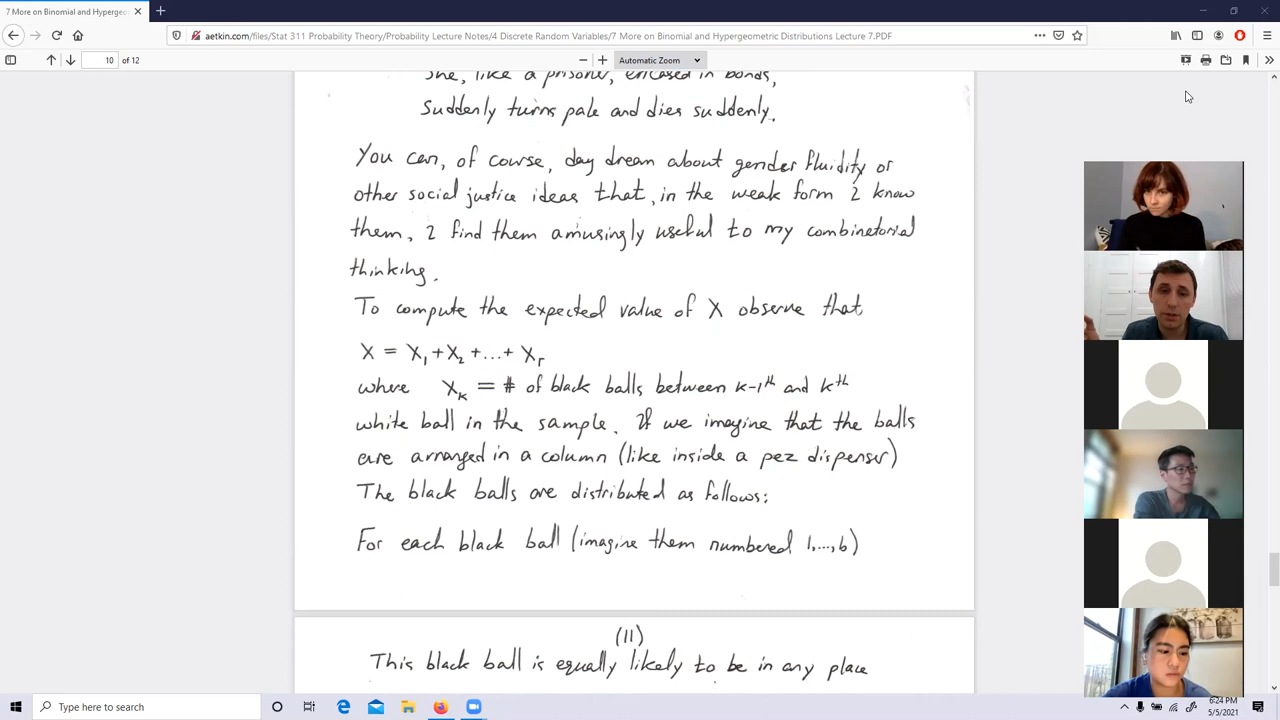 7 More on Binomial and Hypergeo
aetkin.com/files/Stat 311 Probability Theory/Probability Lecture Notes/4 Discrete Random Variables/7 More on Binomial and Hypergeometric Distributions Lecture 7.PDF
10 of 12
Automatic Zoom
She, like a prisoner, encased in bonds,
Suddenly turns pale and dies suddenly.
You can, of course, day dream about gender fluidity or
other social justice ideas that, in the weak form I know
them, I find them amusingly useful to my combinatorial
thinking.
To compute the expected value of X observe that
X = X₁ + X₂ + ... + Xᵣ
where Xₖ = # of black balls between k-1ᵗʰ and kᵗʰ
white ball in the sample. If we imagine that the balls
are arranged in a column (like inside a pez dispenser)
The black balls are distributed as follows:
For each black ball (imagine them numbered 1,...,b)
(11)
This black ball is equally likely to be in any place
Type here to search
6:24 PM
5/5/2021